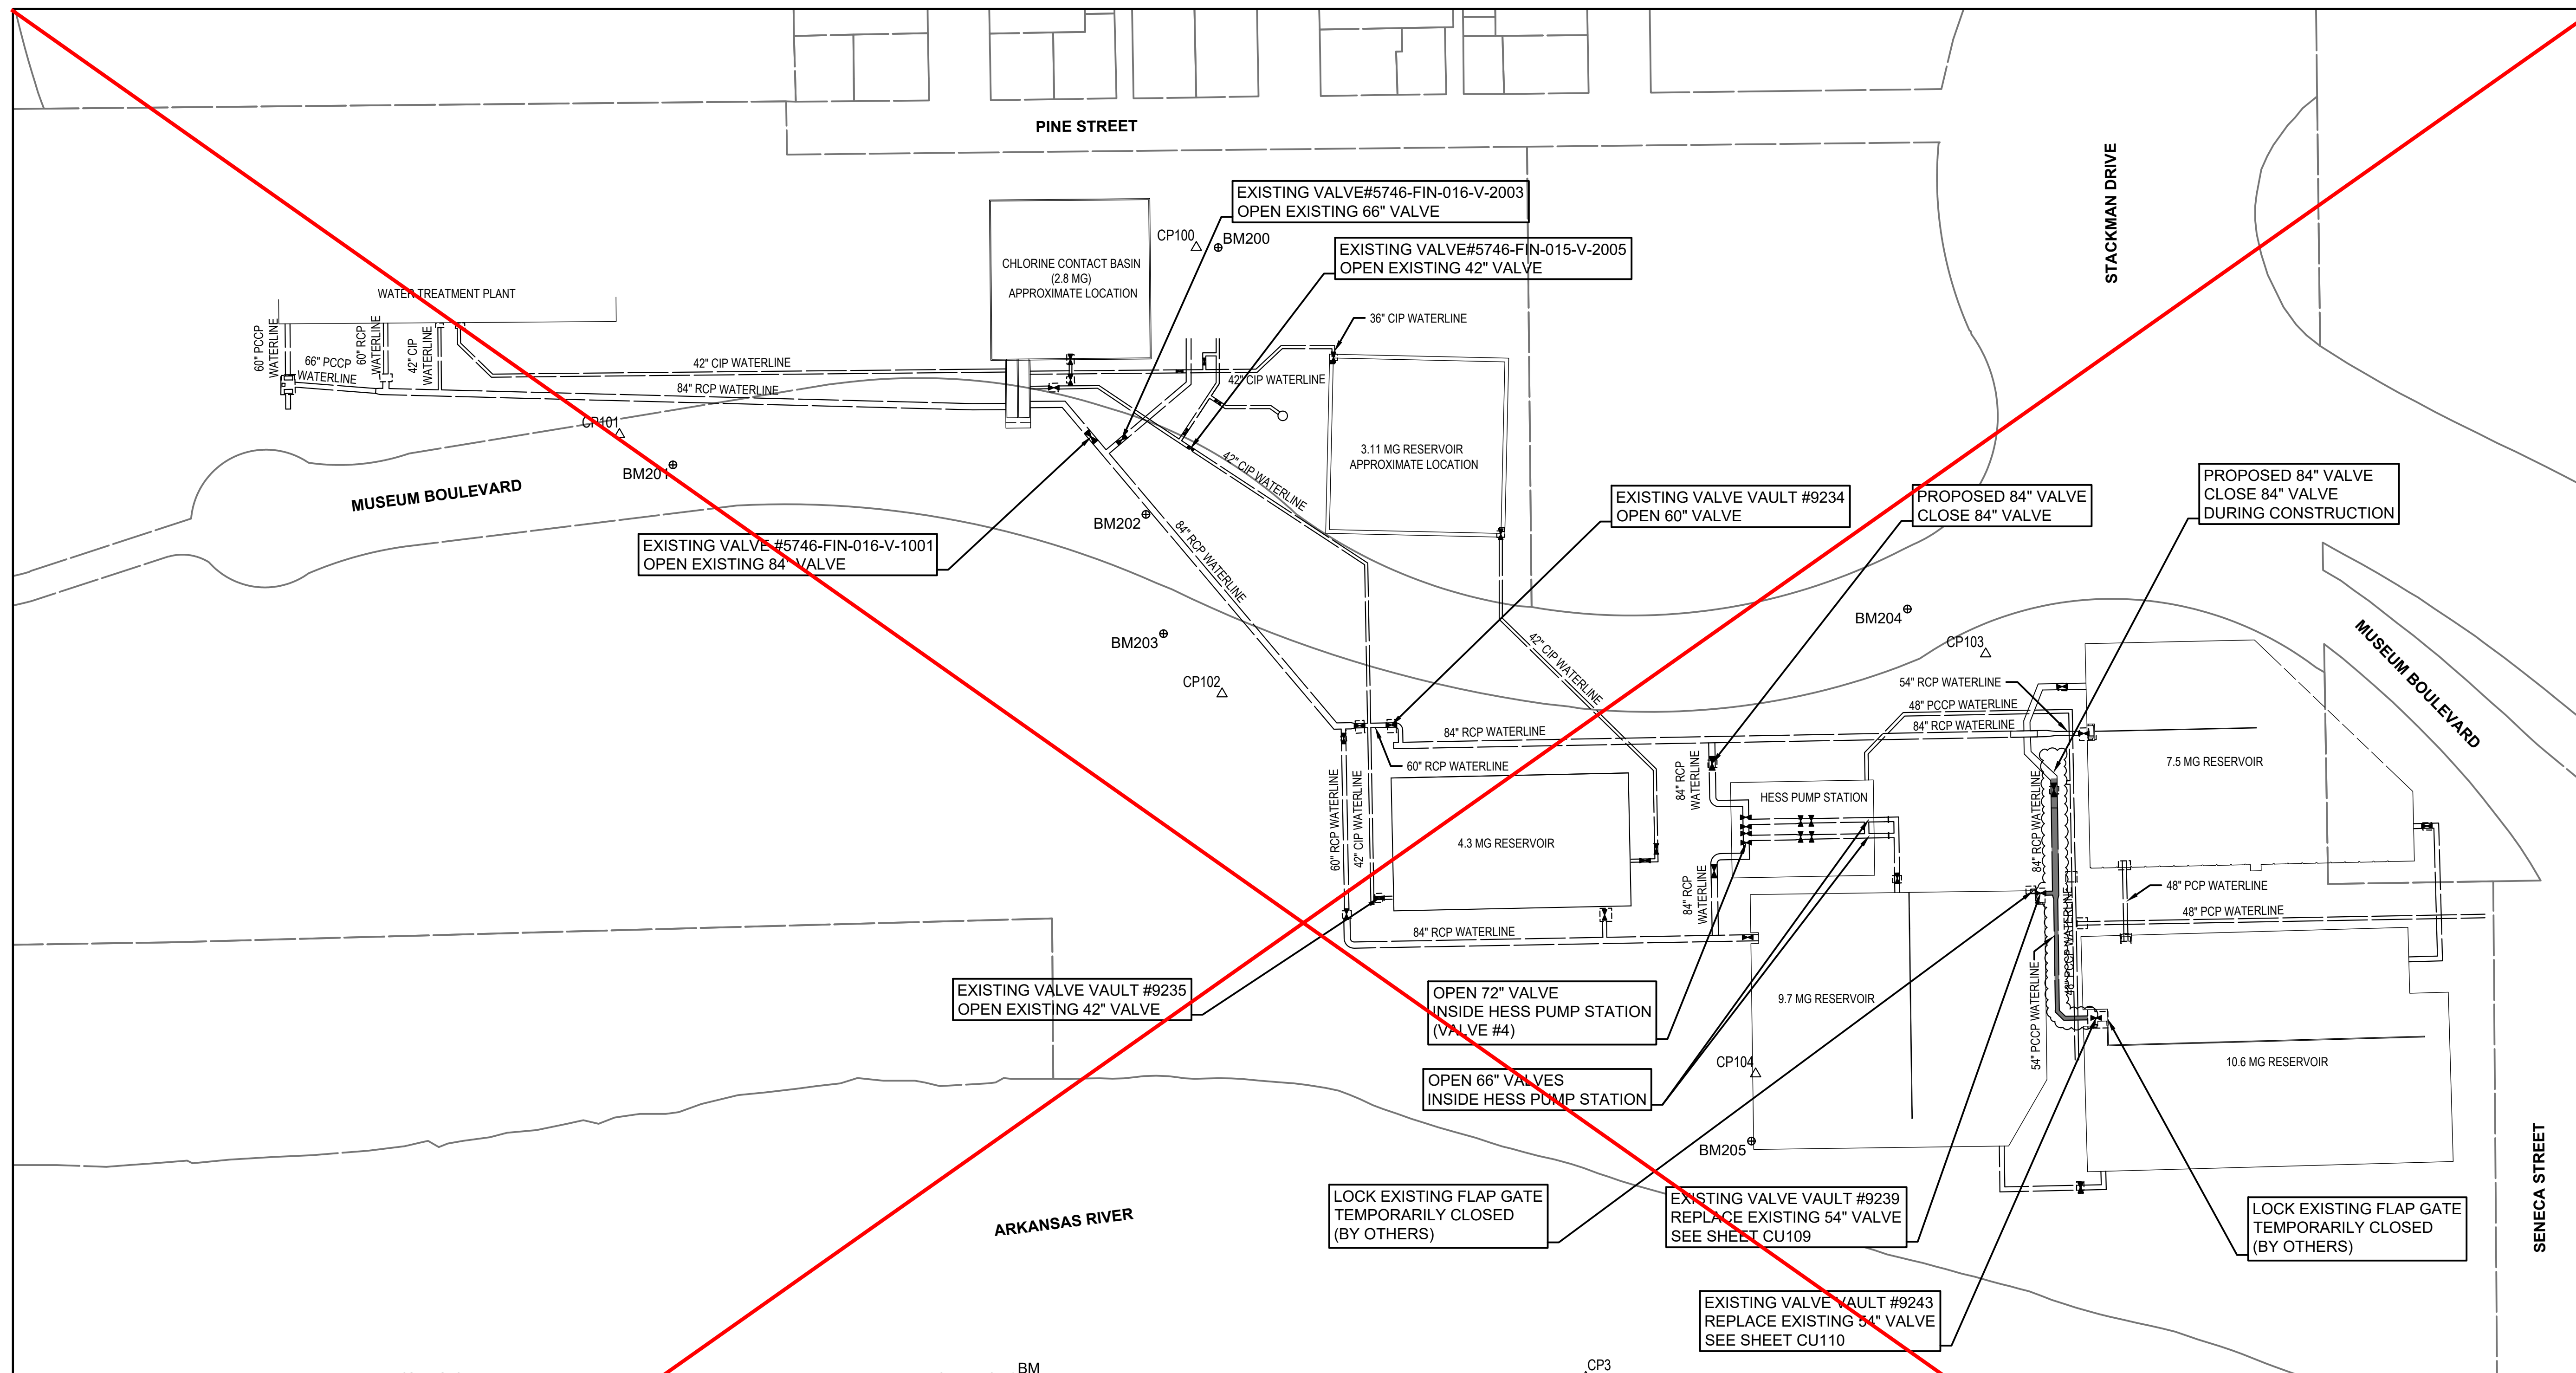 PINE STREET
STACKMAN DRIVE
EXISTING VALVE#5746-FIN-016-V-2003
OPEN EXISTING 66" VALVE
CP100
BM200
EXISTING VALVE#5746-FIN-015-V-2005
OPEN EXISTING 42" VALVE
CHLORINE CONTACT BASIN
(2.8 MG)
APPROXIMATE LOCATION
WATER TREATMENT PLANT
60" PCCP
WATERLINE
66" PCCP
WATERLINE
60" RCP
WATERLINE
42" CIP
WATERLINE
42" CIP WATERLINE
84" RCP WATERLINE
36" CIP WATERLINE
42" CIP WATERLINE
CP101
BM201
MUSEUM BOULEVARD
3.11 MG RESERVOIR
APPROXIMATE LOCATION
42" CIP WATERLINE
BM202
84" RCP WATERLINE
EXISTING VALVE #5746-FIN-016-V-1001
OPEN EXISTING 84" VALVE
EXISTING VALVE VAULT #9234
OPEN 60" VALVE
PROPOSED 84" VALVE
CLOSE 84" VALVE
PROPOSED 84" VALVE
CLOSE 84" VALVE
DURING CONSTRUCTION
BM203
CP102
42" CIP WATERLINE
BM204
CP103
MUSEUM BOULEVARD
54" RCP WATERLINE
48" PCCP WATERLINE
84" RCP WATERLINE
84" RCP WATERLINE
60" RCP WATERLINE
60" RCP WATERLINE
42" CIP WATERLINE
84" RCP
WATERLINE
HESS PUMP STATION
84" RCP WATERLINE
7.5 MG RESERVOIR
4.3 MG RESERVOIR
84" RCP
WATERLINE
48" PCP WATERLINE
48" PCP WATERLINE
84" RCP WATERLINE
48" PCCP WATERLINE
54" PCCP WATERLINE
EXISTING VALVE VAULT #9235
OPEN EXISTING 42" VALVE
OPEN 72" VALVE
INSIDE HESS PUMP STATION
(VALVE #4)
9.7 MG RESERVOIR
10.6 MG RESERVOIR
CP104
OPEN 66" VALVES
INSIDE HESS PUMP STATION
BM205
SENECA STREET
ARKANSAS RIVER
LOCK EXISTING FLAP GATE
TEMPORARILY CLOSED
(BY OTHERS)
EXISTING VALVE VAULT #9239
REPLACE EXISTING 54" VALVE
SEE SHEET CU109
LOCK EXISTING FLAP GATE
TEMPORARILY CLOSED
(BY OTHERS)
EXISTING VALVE VAULT #9243
REPLACE EXISTING 54" VALVE
SEE SHEET CU110
BM
CP3